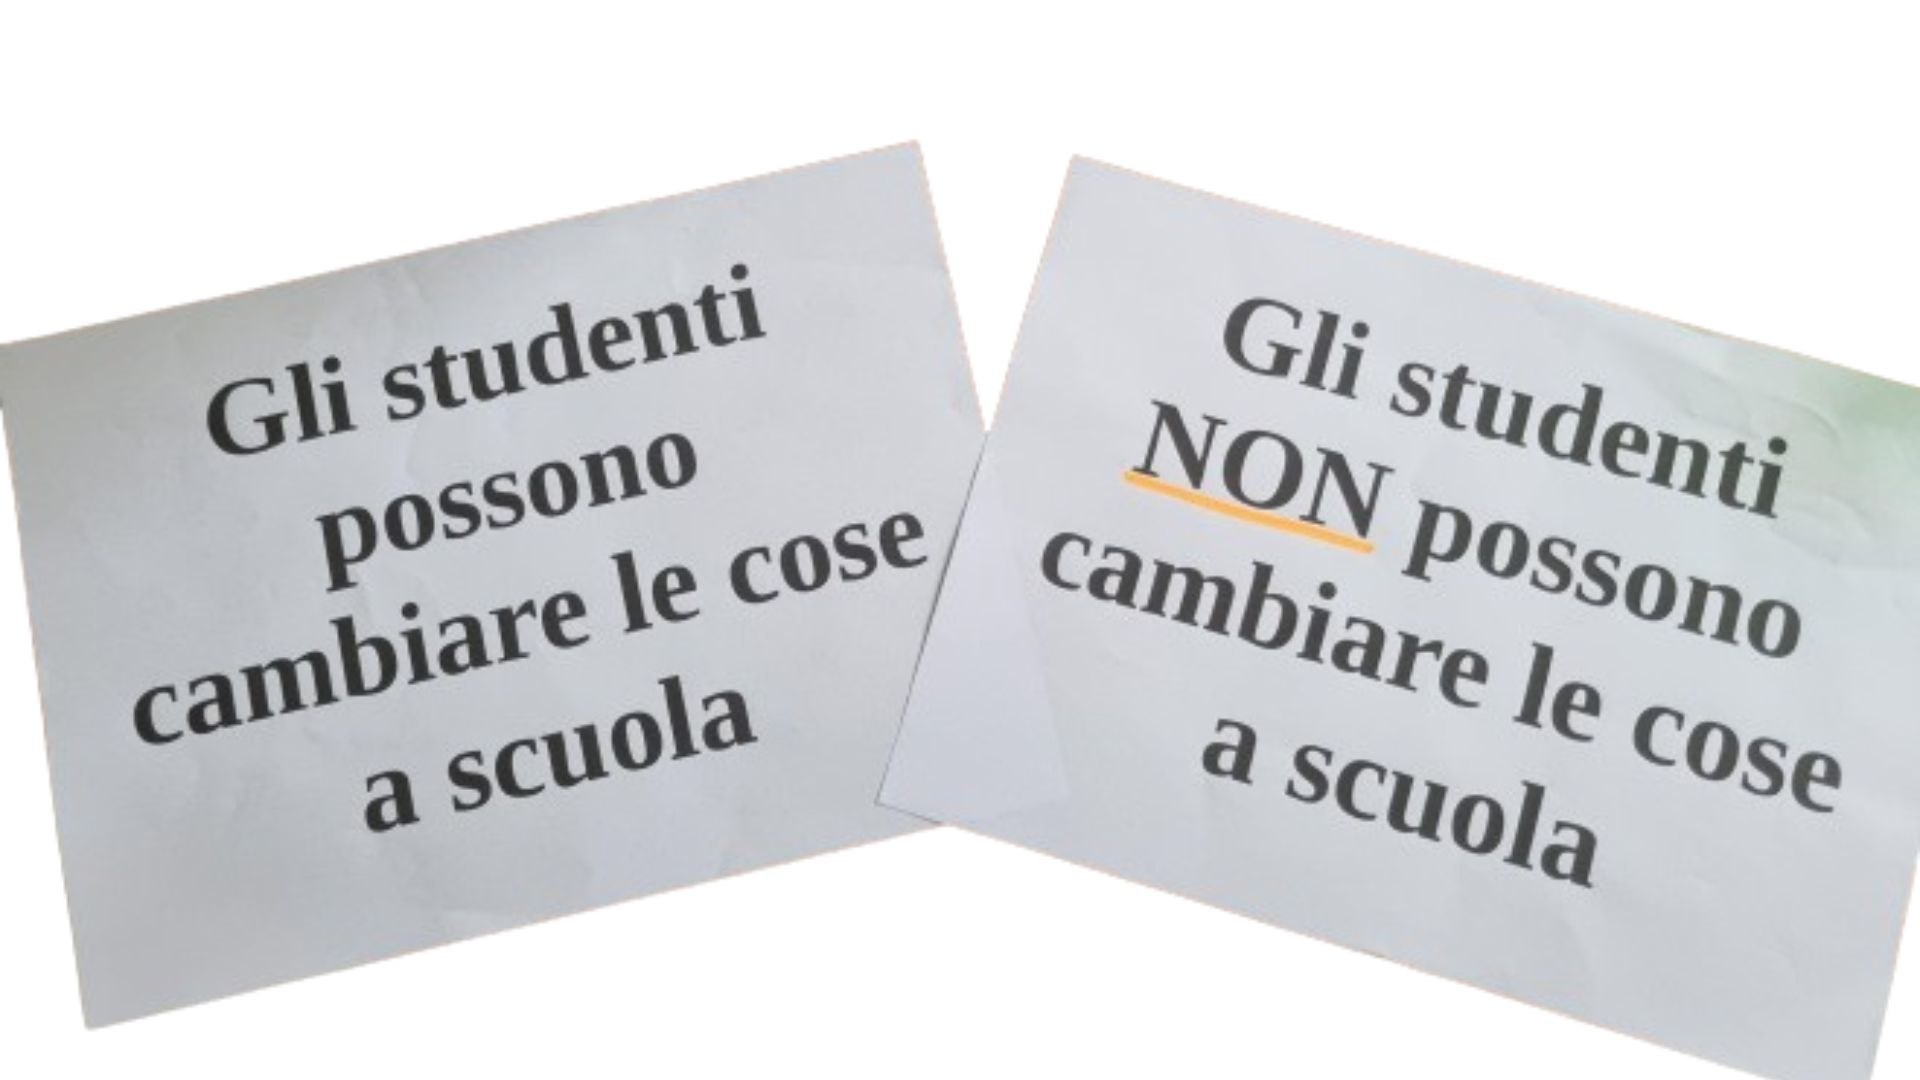 Gli studenti
possono
cambiare le cose
a scuola
Gli studenti
NON possono
cambiare le cose
a scuola